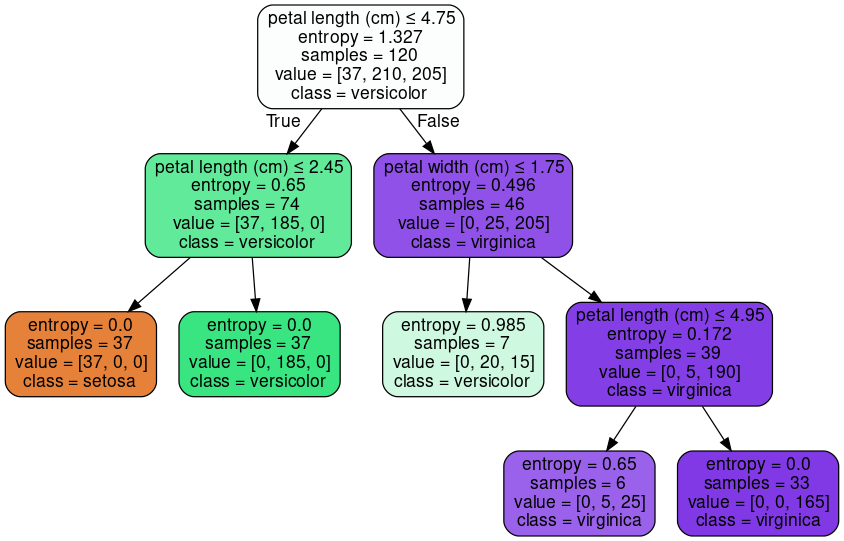 petal length (cm) ≤ 4.75
entropy = 1.327
samples = 120
value = [37, 210, 205]
class = versicolor
True
False
petal length (cm) ≤ 2.45
entropy = 0.65
samples = 74
value = [37, 185, 0]
class = versicolor
petal width (cm) ≤ 1.75
entropy = 0.496
samples = 46
value = [0, 25, 205]
class = virginica
entropy = 0.0
samples = 37
value = [37, 0, 0]
class = setosa
entropy = 0.0
samples = 37
value = [0, 185, 0]
class = versicolor
entropy = 0.985
samples = 7
value = [0, 20, 15]
class = versicolor
petal length (cm) ≤ 4.95
entropy = 0.172
samples = 39
value = [0, 5, 190]
class = virginica
entropy = 0.65
samples = 6
value = [0, 5, 25]
class = virginica
entropy = 0.0
samples = 33
value = [0, 0, 165]
class = virginica